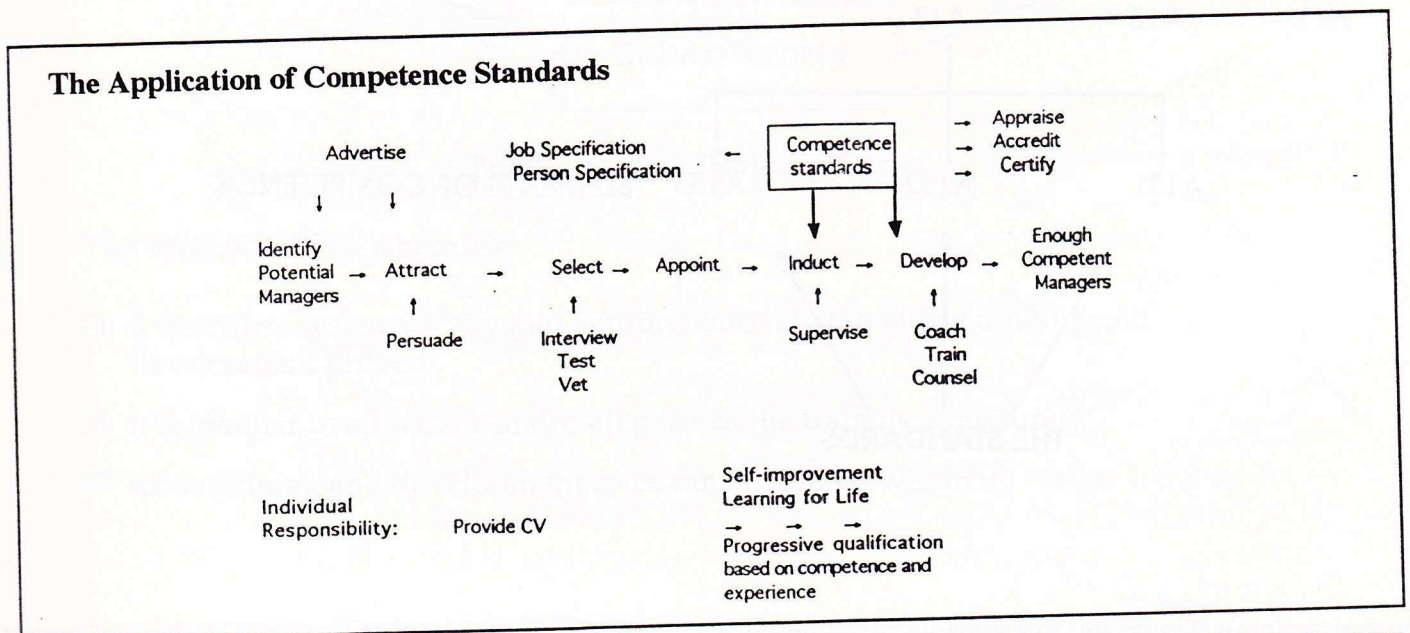 The Application of Competence Standards
Advertise
Job Specification
Person Specification
←
Competence
standards
→ Appraise
→ Accredit
→ Certify
↓ ↓
Identify
Potential
Managers
→ Attract → Select → Appoint → Induct → Develop →
Enough
Competent
Managers
↑ ↑ ↑ ↑
Persuade
Interview
Test
Vet
Supervise
Coach
Train
Counsel
Individual
Responsibility:
Provide CV
Self-improvement
Learning for Life
→ → →
Progressive qualification
based on competence and
experience